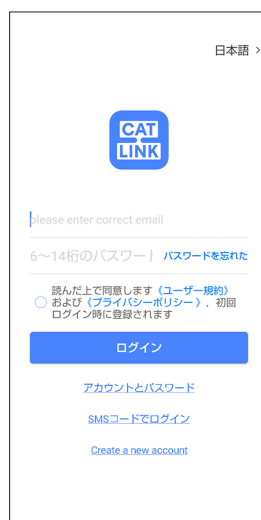 日本語 >
CAT
LINK
please enter correct email
6〜14桁のパスワード パスワードを忘れた
読んだ上で同意します《ユーザー規約》
および《プライバシーポリシー 》, 初回
ログイン時に登録されます
ログイン
アカウントとパスワード
SMSコードでログイン
Create a new account